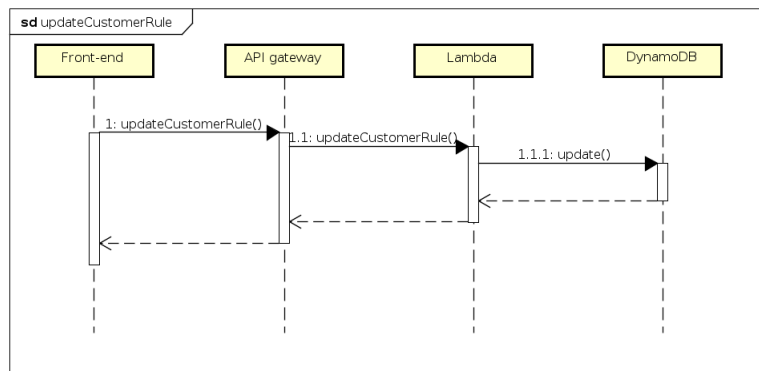 sd updateCustomerRule
Front-end
API gateway
Lambda
DynamoDB
1: updateCustomerRule()
1.1: updateCustomerRule()
1.1.1: update()